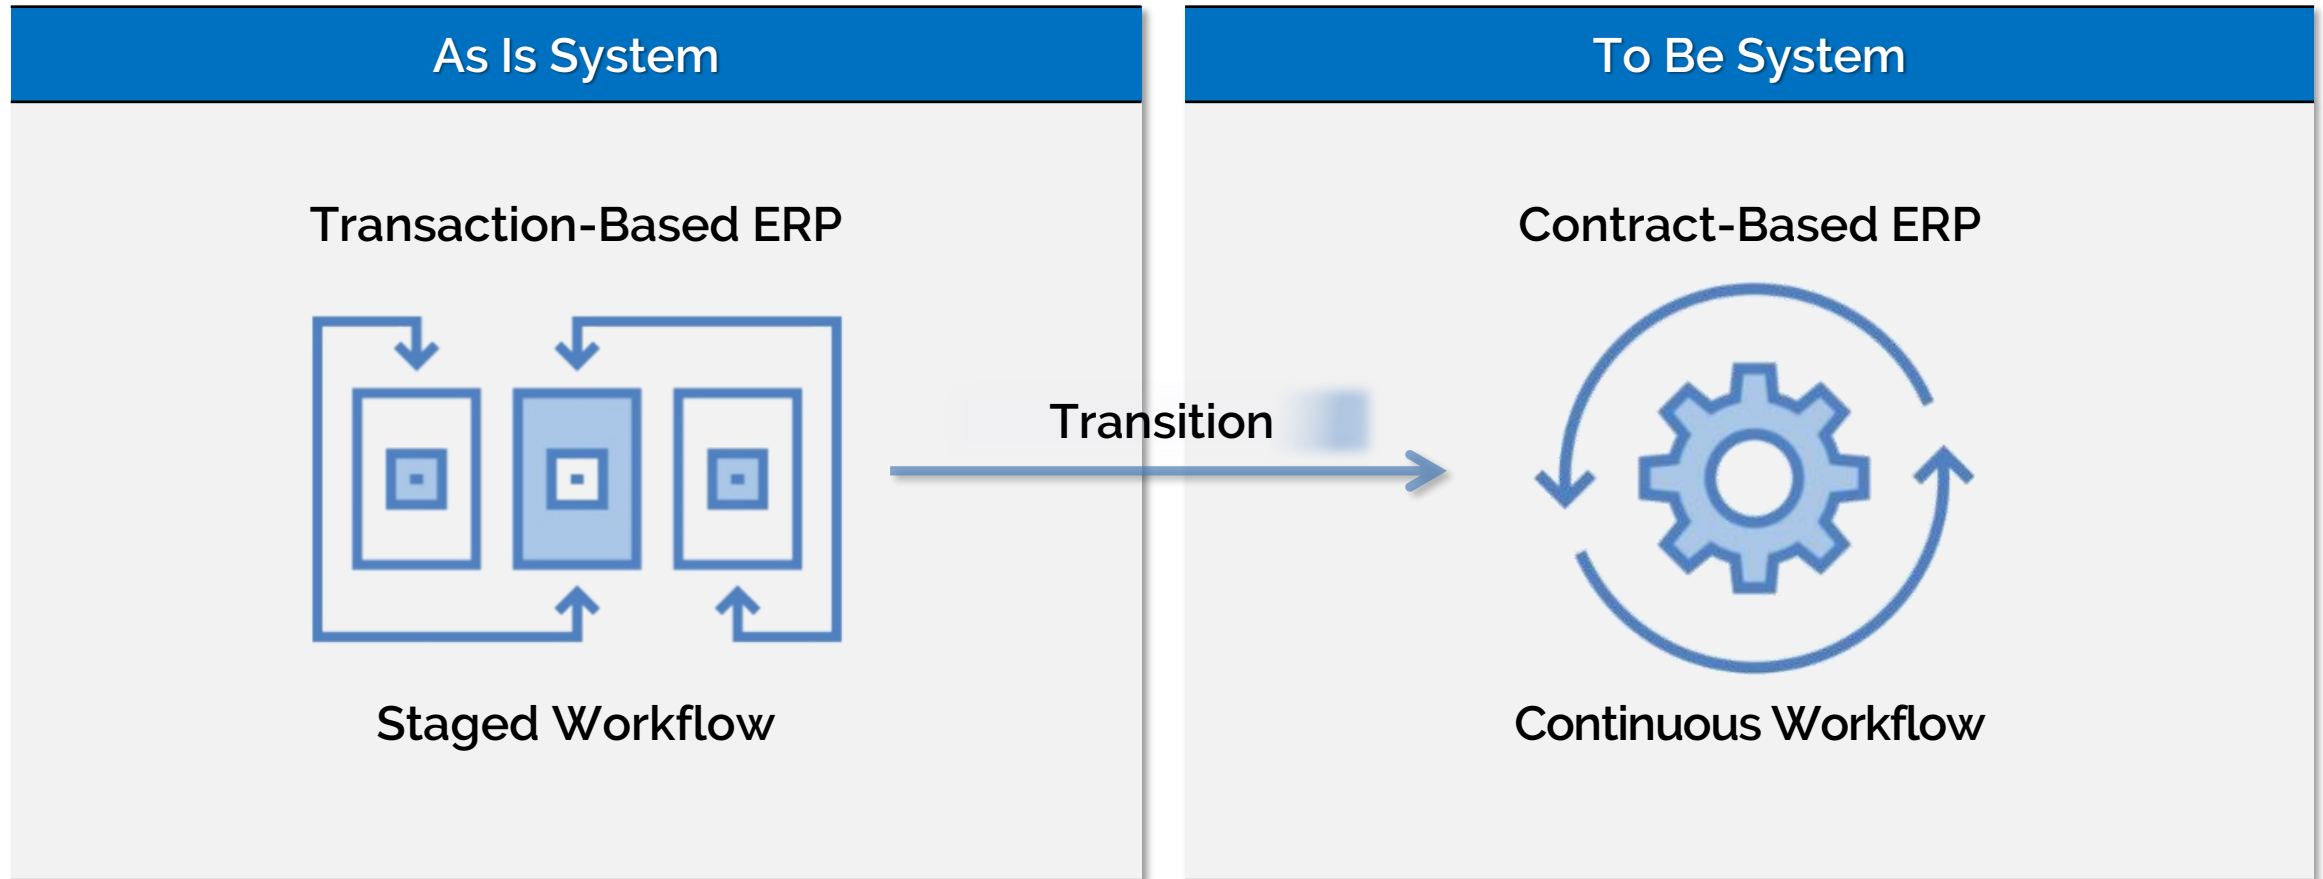 As Is System
To Be System
Transaction-Based ERP
Contract-Based ERP
Transition
Staged Workflow
Continuous Workflow